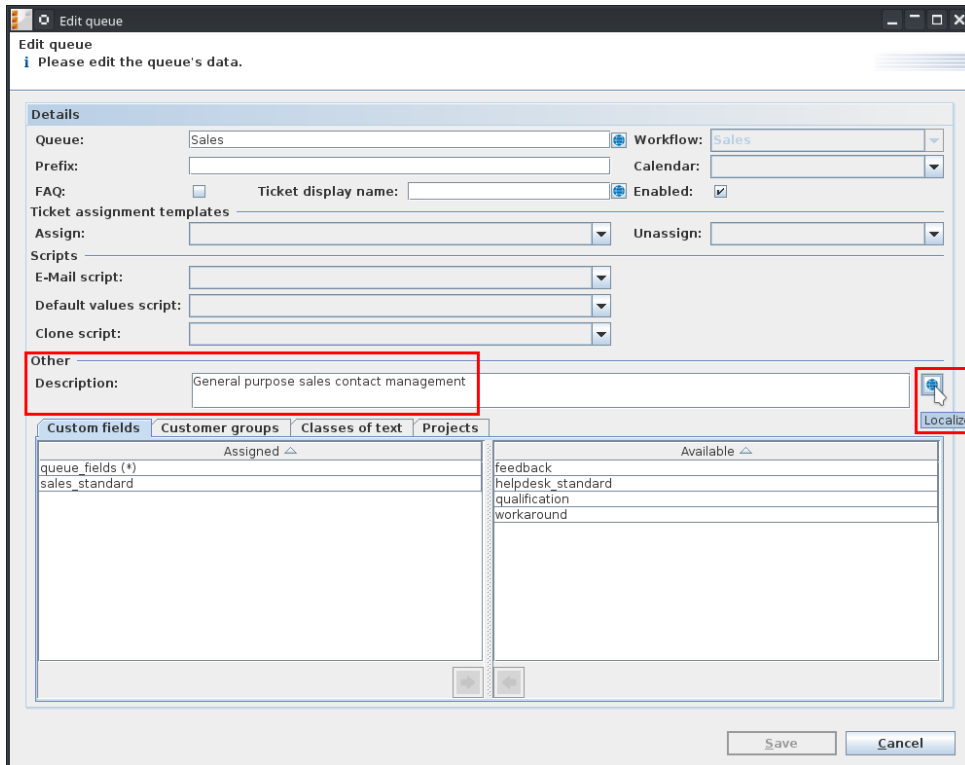 Edit queue
Edit queue
i Please edit the queue's data.
Details
Queue: Sales Workflow: Sales
Prefix: Calendar:
FAQ: Ticket display name: Enabled:
Ticket assignment templates
Assign: Unassign:
Scripts
E-Mail script:
Default values script:
Clone script:
Other
Description: General purpose sales contact management
Localize
Custom fields Customer groups Classes of text Projects
Assigned Available
queue_fields (*) feedback
sales_standard helpdesk_standard
qualification
workaround
Save Cancel